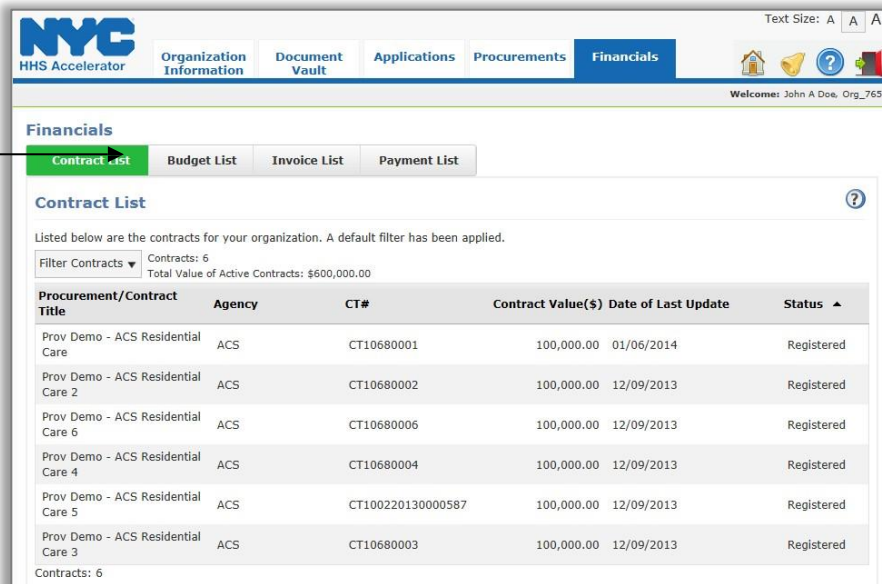 Text Size: A A A
NYC
HHS Accelerator
Organization Information
Document Vault
Applications
Procurements
Financials
Welcome: John A Doe, Org_765
Financials
Contract List
Budget List
Invoice List
Payment List
Contract List
Listed below are the contracts for your organization. A default filter has been applied.
Filter Contracts ▼
Contracts: 6
Total Value of Active Contracts: $600,000.00
Procurement/Contract Title Agency CT# Contract Value($) Date of Last Update Status ▲
Prov Demo - ACS Residential Care ACS CT10680001 100,000.00 01/06/2014 Registered
Prov Demo - ACS Residential Care 2 ACS CT10680002 100,000.00 12/09/2013 Registered
Prov Demo - ACS Residential Care 6 ACS CT10680006 100,000.00 12/09/2013 Registered
Prov Demo - ACS Residential Care 4 ACS CT10680004 100,000.00 12/09/2013 Registered
Prov Demo - ACS Residential Care 5 ACS CT100220130000587 100,000.00 12/09/2013 Registered
Prov Demo - ACS Residential Care 3 ACS CT10680003 100,000.00 12/09/2013 Registered
Contracts: 6